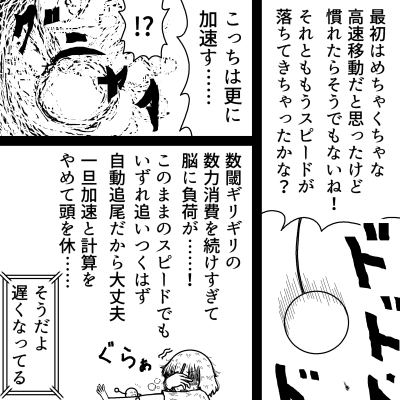 最初はめちゃくちゃな
高速移動だと思ったけど
慣れたらそうでもないね！
それとももうスピードが
落ちてきちゃったかな？
ドドド
こっちは更に
加速す……
!?
ギュイイ
数閾ギリギリの
数力消費を続けすぎて
脳に負荷が……！
このままのスピードでも
いずれ追いつくはず
自動追尾だから大丈夫
一旦加速と計算を
やめて頭を休……
ぐらぁ
そうだよ
遅くなってる